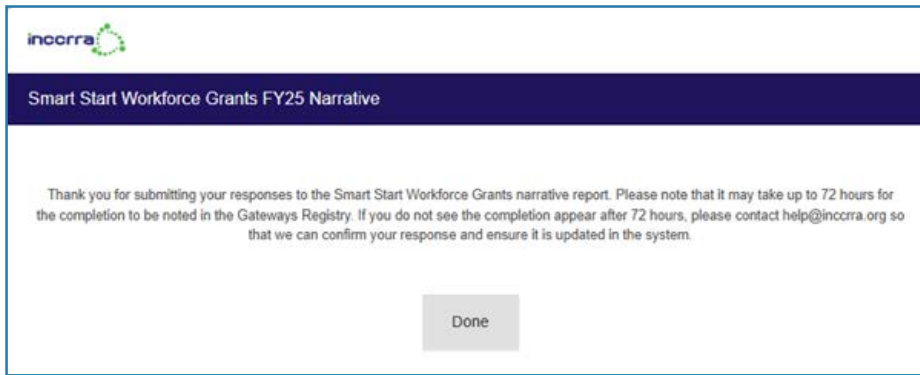 inccrra
Smart Start Workforce Grants FY25 Narrative
Thank you for submitting your responses to the Smart Start Workforce Grants narrative report. Please note that it may take up to 72 hours for
the completion to be noted in the Gateways Registry. If you do not see the completion appear after 72 hours, please contact help@inccrra.org so
that we can confirm your response and ensure it is updated in the system.
Done